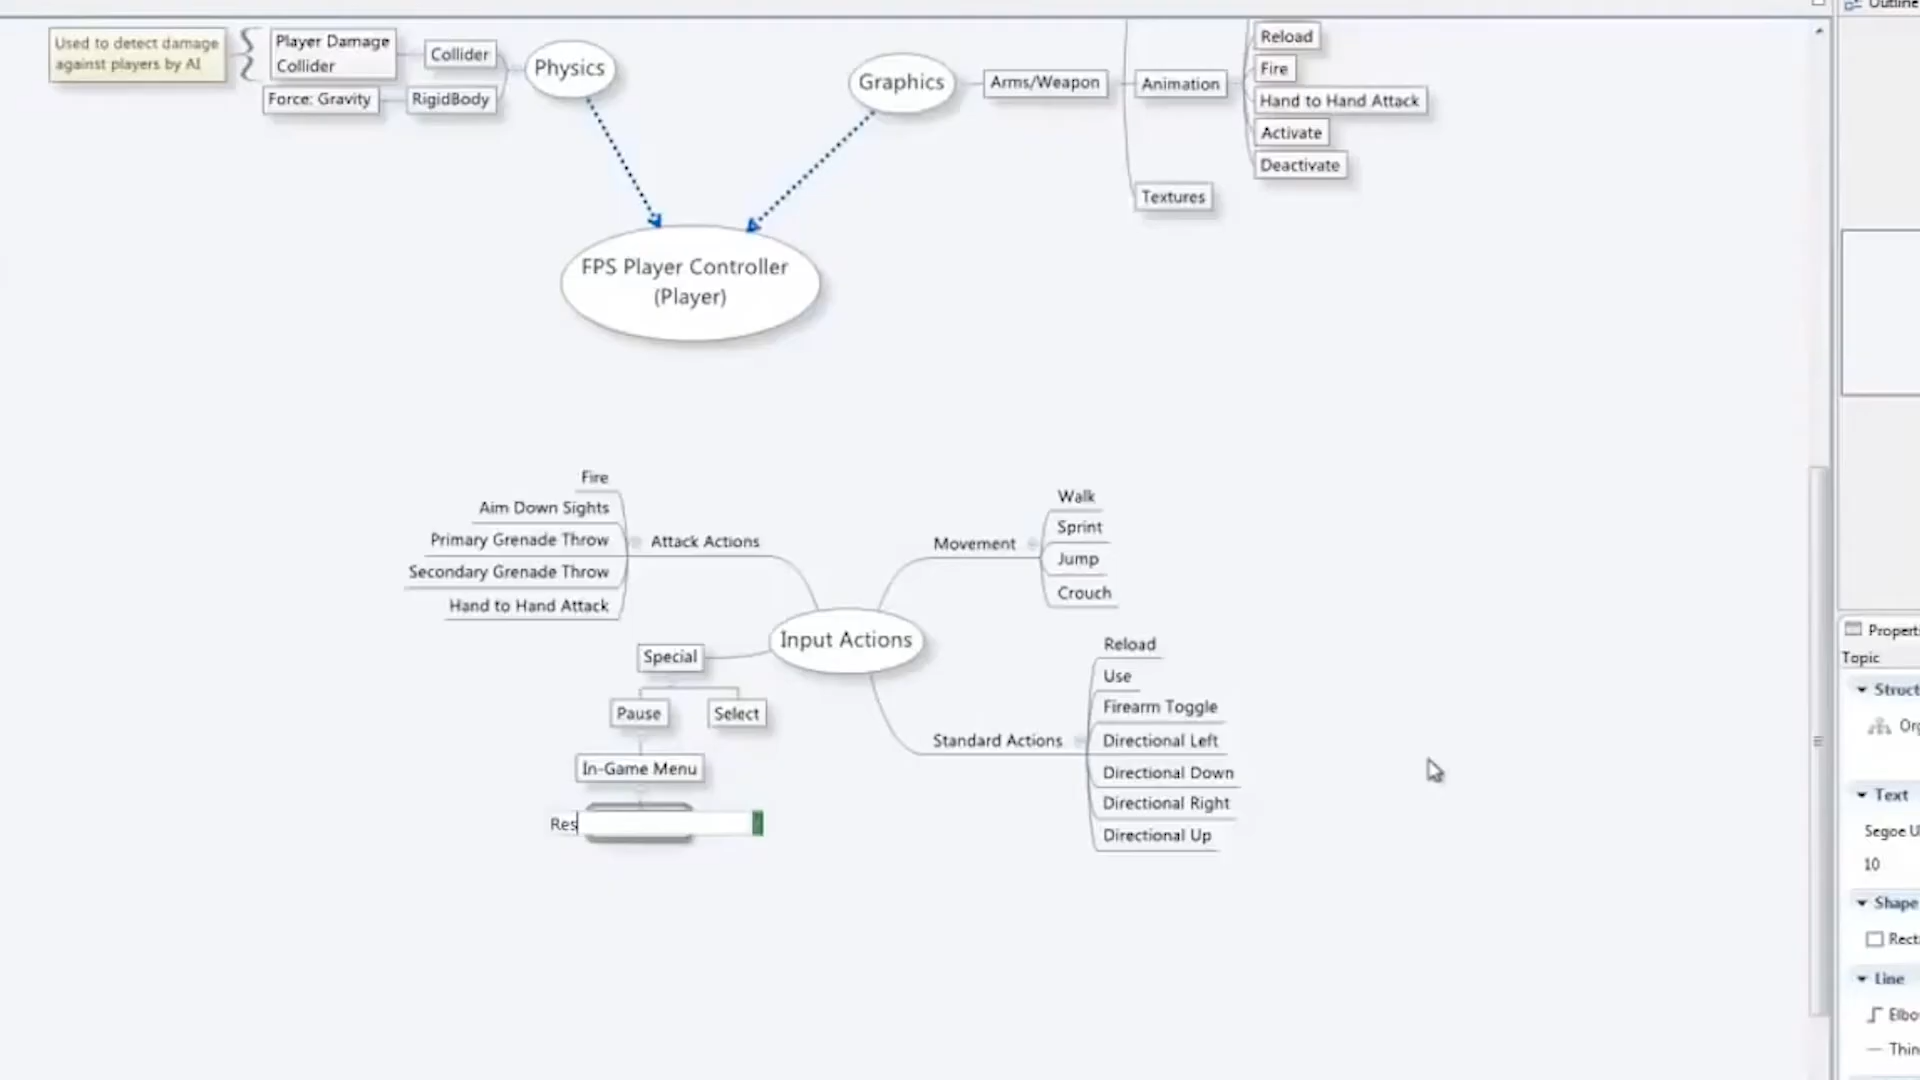 Outline
Used to detect damage
against players by AI
Player Damage
Collider
Collider
Force: Gravity
RigidBody
Physics
Graphics
Arms/Weapon
Animation
Reload
Fire
Hand to Hand Attack
Activate
Deactivate
Textures
FPS Player Controller
(Player)
Fire
Aim Down Sights
Primary Grenade Throw
Secondary Grenade Throw
Hand to Hand Attack
Attack Actions
Movement
Walk
Sprint
Jump
Crouch
Input Actions
Special
Pause
Select
In-Game Menu
Res
Standard Actions
Reload
Use
Firearm Toggle
Directional Left
Directional Down
Directional Right
Directional Up
Propert
Topic
Struct
Org
Text
Segoe U
10
Shape
Rect
Line
Elbo
Thin